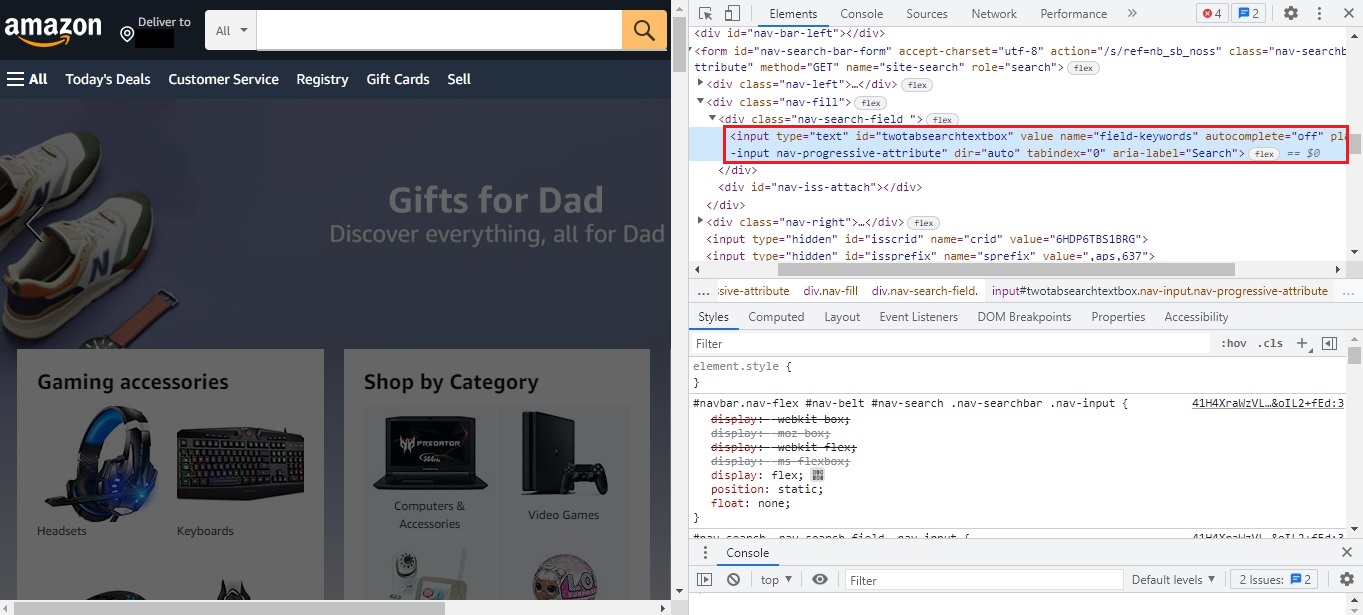 amazon
Deliver to
All
All
Today's Deals
Customer Service
Registry
Gift Cards
Sell
Gifts for Dad
Discover everything, all for Dad
Gaming accessories
Headsets
Keyboards
Shop by Category
PREDATOR
Computers &
Accessories
Video Games
Elements
Console
Sources
Network
Performance
»
4
2
<div id="nav-bar-left"></div>
<form id="nav-search-bar-form" accept-charset="utf-8" action="/s/ref=nb_sb_noss" class="nav-searchb
ttribute" method="GET" name="site-search" role="search"> flex
<div class="nav-left">…</div> flex
<div class="nav-fill"> flex
<div class="nav-search-field "> flex
<input type="text" id="twotabsearchtextbox" value name="field-keywords" autocomplete="off" pla
-input nav-progressive-attribute" dir="auto" tabindex="0" aria-label="Search"> flex == $0
</div>
<div id="nav-iss-attach"></div>
</div>
<div class="nav-right">…</div> flex
<input type="hidden" id="isscrid" name="crid" value="6HDP6TBS1BRG">
<input type="hidden" id="issprefix" name="sprefix" value=",aps,637">
... ssive-attribute div.nav-fill div.nav-search-field. input#twotabsearchtextbox.nav-input.nav-progressive-attribute ...
Styles
Computed
Layout
Event Listeners
DOM Breakpoints
Properties
Accessibility
Filter
:hov .cls +
element.style {
}
#navbar.nav-flex #nav-belt #nav-search .nav-searchbar .nav-input { 41H4XraWzVL…&oIL2+fEd:3
display: -webkit-box;
display: -moz-box;
display: -webkit-flex;
display: -ms-flexbox;
display: flex;
position: static;
float: none;
}
#nav-search .nav-search-field .nav-input { 41H4XraWzVL…&oIL2+fEd:3
Console
top
Filter
Default levels
2 Issues: 2